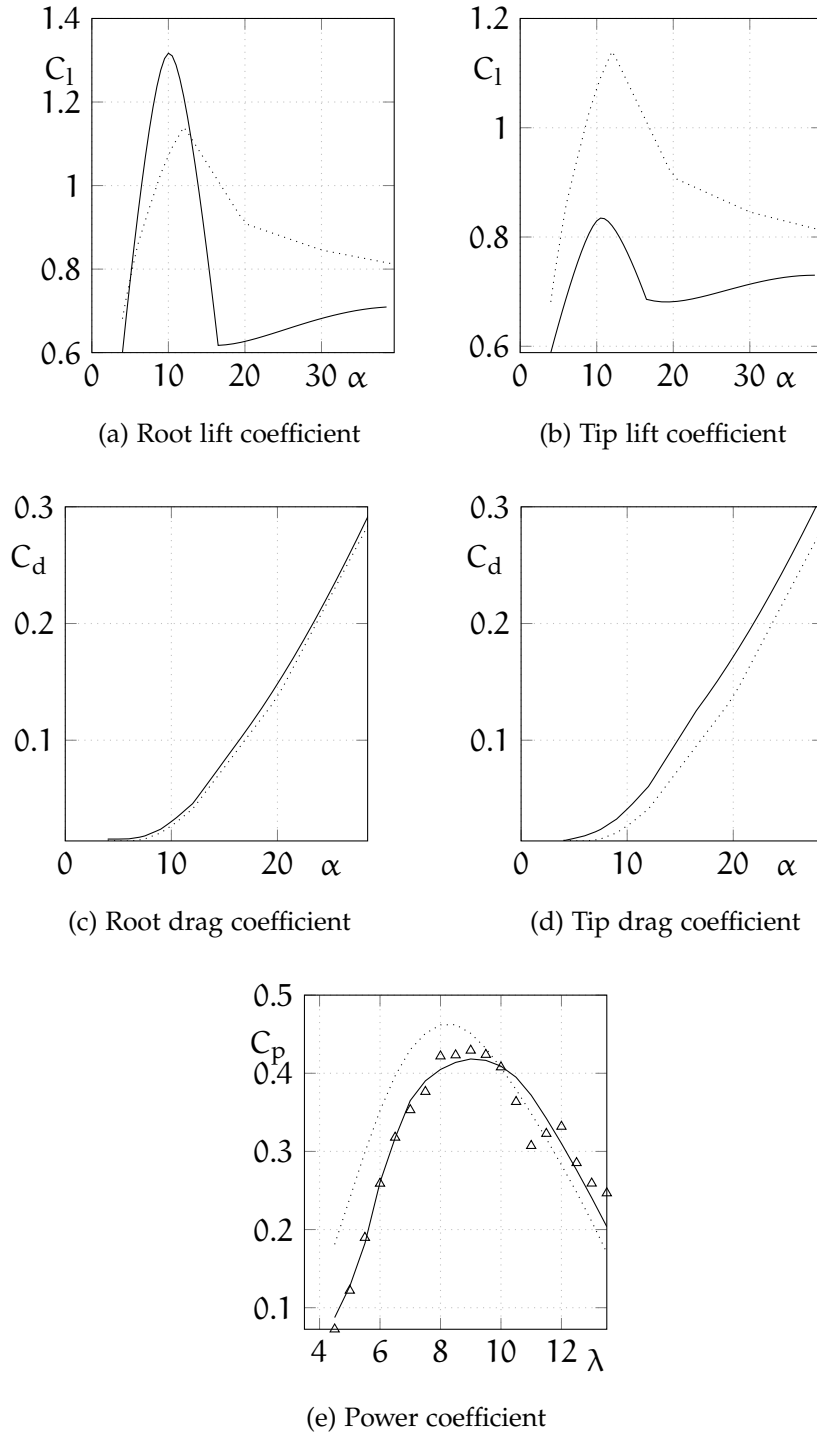 1.4
C_l
1.2
1
0.8
0.6
0 10 20 30 α
(a) Root lift coefficient
1.2
C_l
1
0.8
0.6
0 10 20 30 α
(b) Tip lift coefficient
0.3
C_d
0.2
0.1
0 10 20 α
(c) Root drag coefficient
0.3
C_d
0.2
0.1
0 10 20 α
(d) Tip drag coefficient
0.5
C_p
0.4
0.3
0.2
0.1
4 6 8 10 12 λ
(e) Power coefficient